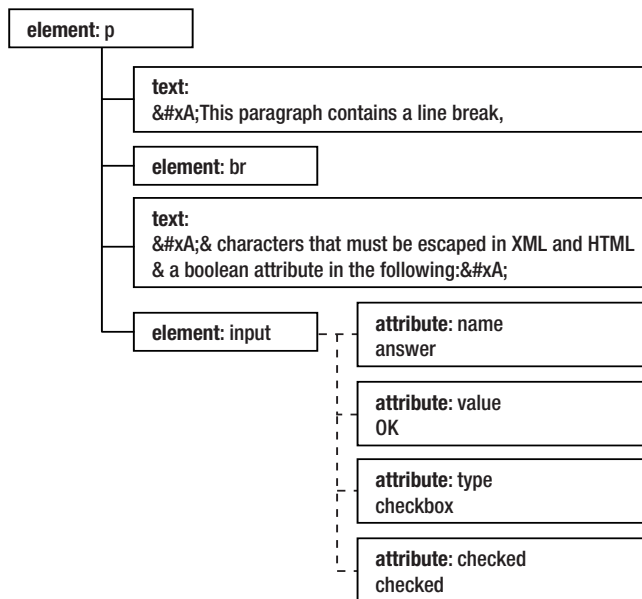 element: p
text:
&#xA;This paragraph contains a line break,
element: br
text:
&#xA;& characters that must be escaped in XML and HTML
& a boolean attribute in the following:&#xA;
element: input
attribute: name
answer
attribute: value
OK
attribute: type
checkbox
attribute: checked
checked